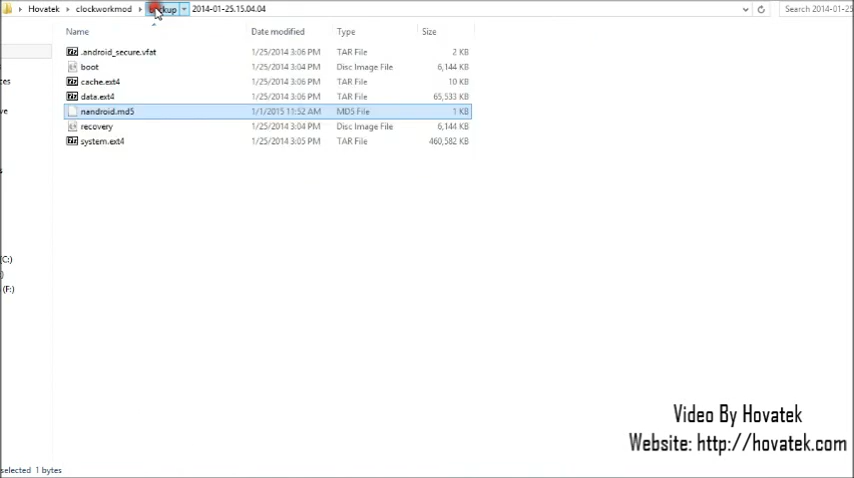 Hovatek clockworkmod backup 2014-01-25.15.04.04 Search 2014-01-25
Name Date modified Type Size
.android_secure.vfat 1/25/2014 3:06 PM TAR File 2 KB
boot 1/25/2014 3:04 PM Disc Image File 6,144 KB
cache.ext4 1/25/2014 3:06 PM TAR File 10 KB
data.ext4 1/25/2014 3:06 PM TAR File 65,533 KB
nandroid.md5 1/1/2015 11:52 AM MD5 File 1 KB
recovery 1/25/2014 3:04 PM Disc Image File 6,144 KB
system.ext4 1/25/2014 3:05 PM TAR File 460,582 KB
(C:)
(F:)
Video By Hovatek
Website: http://hovatek.com
selected 1 bytes